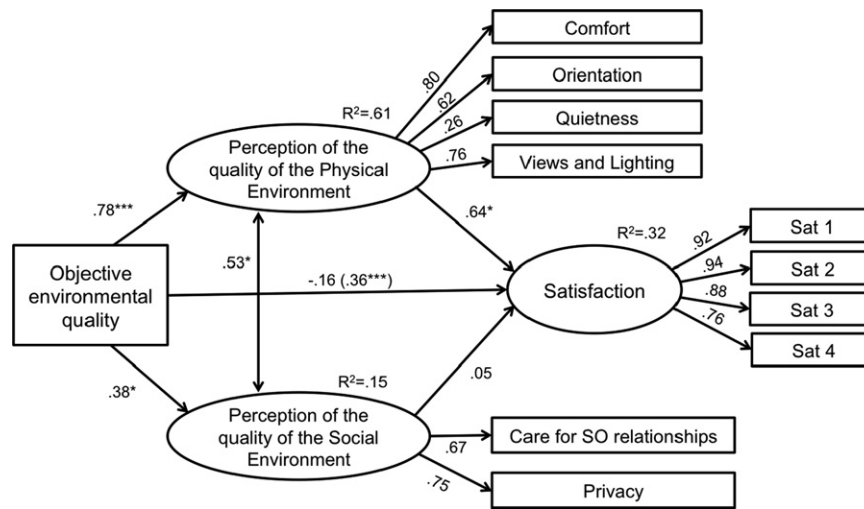 Comfort
.80
Orientation
.62
R²=.61
Quietness
.26
Perception of the
quality of the Physical
Environment
.76
Views and Lighting
.78***
.64*
R²=.32
Sat 1
.92
Objective
environmental
quality
.53*
-.16 (.36***)
Satisfaction
.94
Sat 2
.88
Sat 3
.76
Sat 4
.38*
R²=.15
.05
Perception of the
quality of the Social
Environment
.67
Care for SO relationships
.75
Privacy